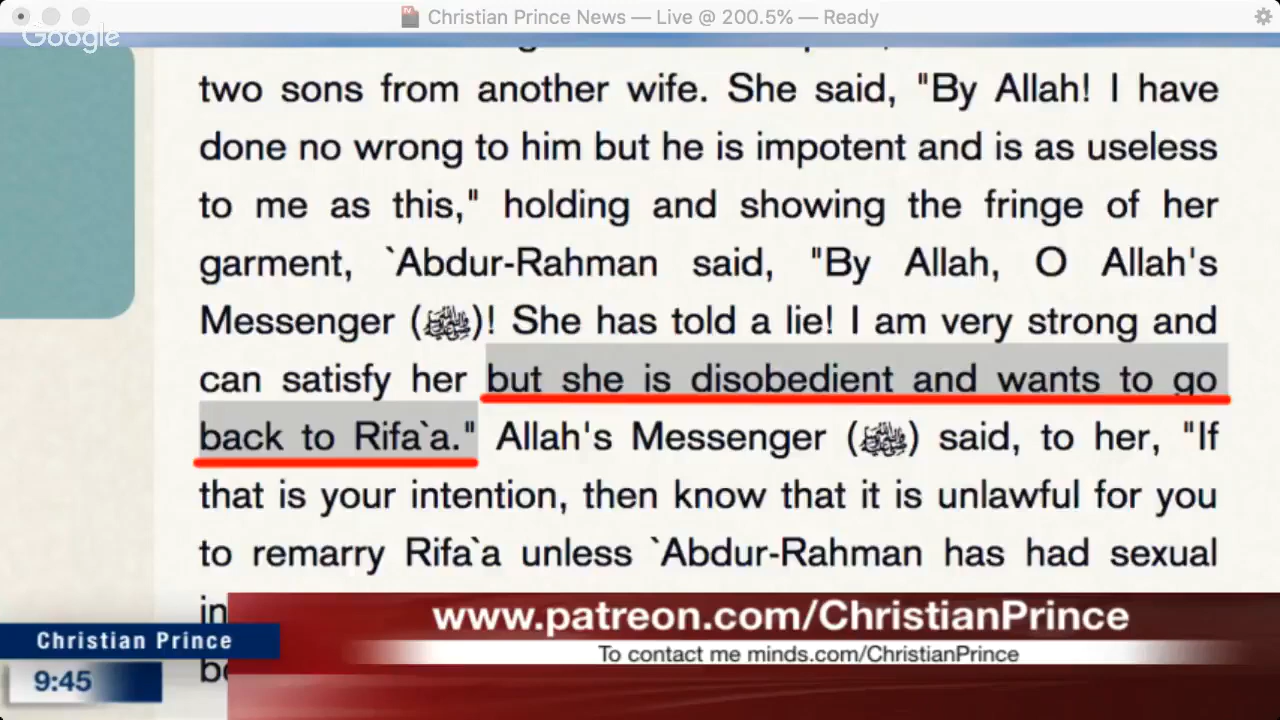 Christian Prince News — Live @ 200.5% — Ready
Google
two sons from another wife. She said, "By Allah! I have
done no wrong to him but he is impotent and is as useless
to me as this," holding and showing the fringe of her
garment, `Abdur-Rahman said, "By Allah, O Allah's
Messenger (ﷺ)! She has told a lie! I am very strong and
can satisfy her but she is disobedient and wants to go
back to Rifa`a." Allah's Messenger (ﷺ) said, to her, "If
that is your intention, then know that it is unlawful for you
to remarry Rifa`a unless `Abdur-Rahman has had sexual
in
www.patreon.com/ChristianPrince
Christian Prince
To contact me minds.com/ChristianPrince
9:45